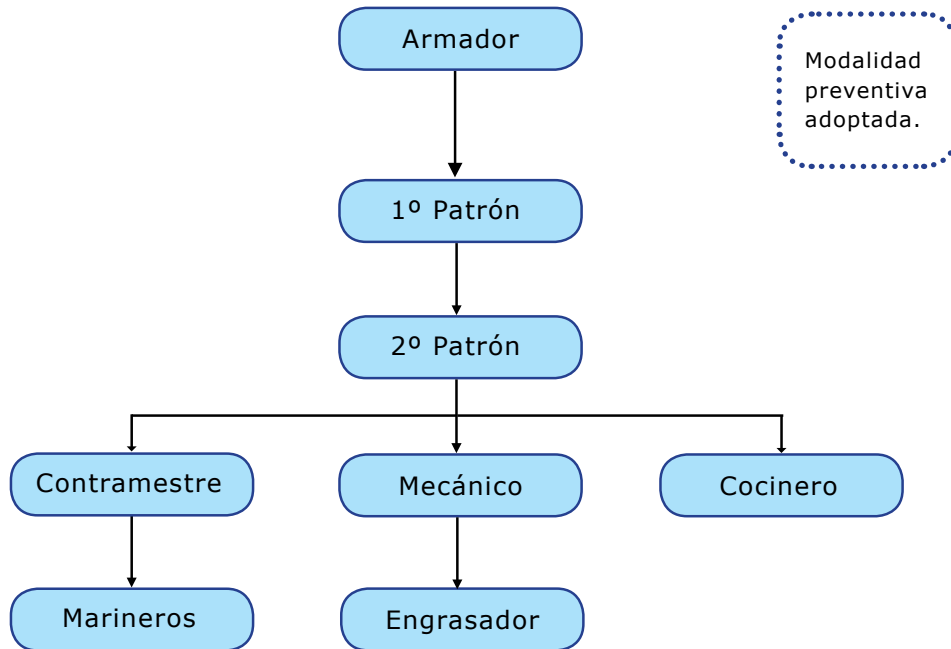 Armador
Modalidad
preventiva
adoptada.
1º Patrón
2º Patrón
Contramestre
Mecánico
Cocinero
Marineros
Engrasador